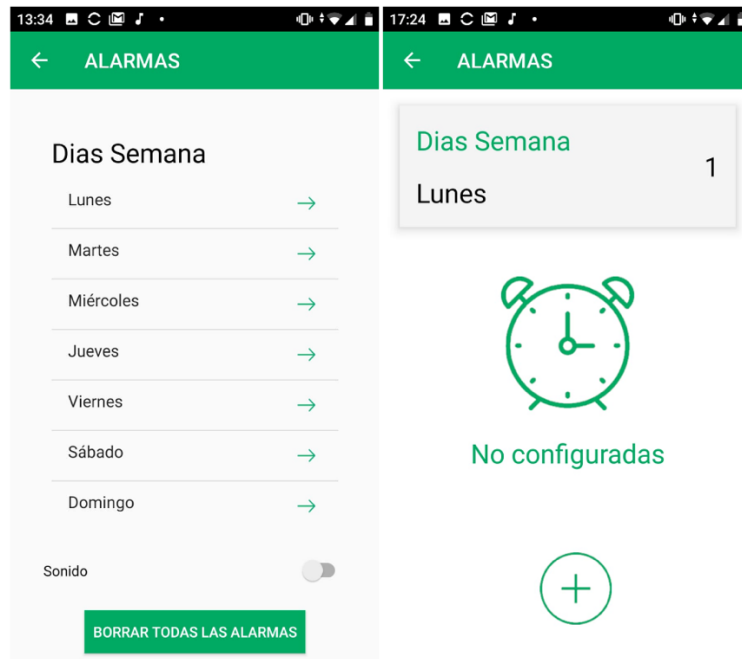 13:34
ALARMAS
Dias Semana
Lunes
Martes
Miércoles
Jueves
Viernes
Sábado
Domingo
Sonido
BORRAR TODAS LAS ALARMAS
17:24
ALARMAS
Dias Semana
1
Lunes
No configuradas